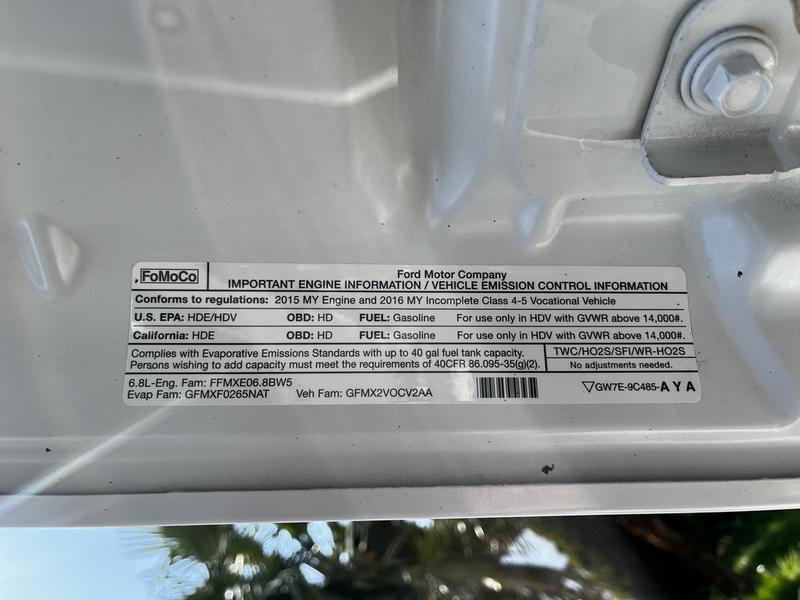 FoMoCo
Ford Motor Company
IMPORTANT ENGINE INFORMATION / VEHICLE EMISSION CONTROL INFORMATION
Conforms to regulations: 2015 MY Engine and 2016 MY Incomplete Class 4-5 Vocational Vehicle
U.S. EPA: HDE/HDV OBD: HD FUEL: Gasoline For use only in HDV with GVWR above 14,000#.
California: HDE OBD: HD FUEL: Gasoline For use only in HDV with GVWR above 14,000#.
Complies with Evaporative Emissions Standards with up to 40 gal fuel tank capacity.
Persons wishing to add capacity must meet the requirements of 40CFR 86.095-35(g)(2).
TWC/HO2S/SFI/WR-HO2S
No adjustments needed.
6.8L-Eng. Fam: FFMXE06.8BW5
Evap Fam: GFMXF0265NAT Veh Fam: GFMX2VOCV2AA
GW7E-9C485-AYA